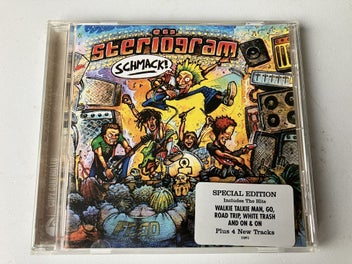 steriogram
SCHMACK!
SPECIAL EDITION
Includes The Hits
WALKIE TALKIE MAN, GO,
ROAD TRIP, WHITE TRASH
AND ON & ON
Plus 4 New Tracks